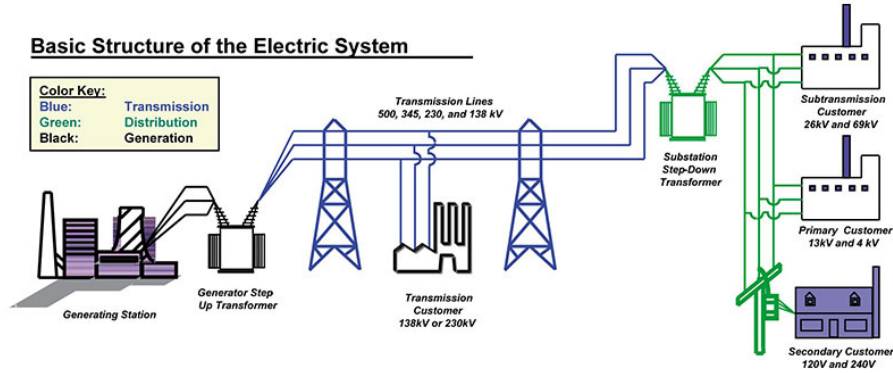 Basic Structure of the Electric System
Color Key:
Blue: Transmission
Green: Distribution
Black: Generation
Transmission Lines
500, 345, 230, and 138 kV
Generating Station
Generator Step
Up Transformer
Transmission
Customer
138kV or 230kV
Substation
Step-Down
Transformer
Subtransmission
Customer
26kV and 69kV
Primary Customer
13kV and 4 kV
Secondary Customer
120V and 240V